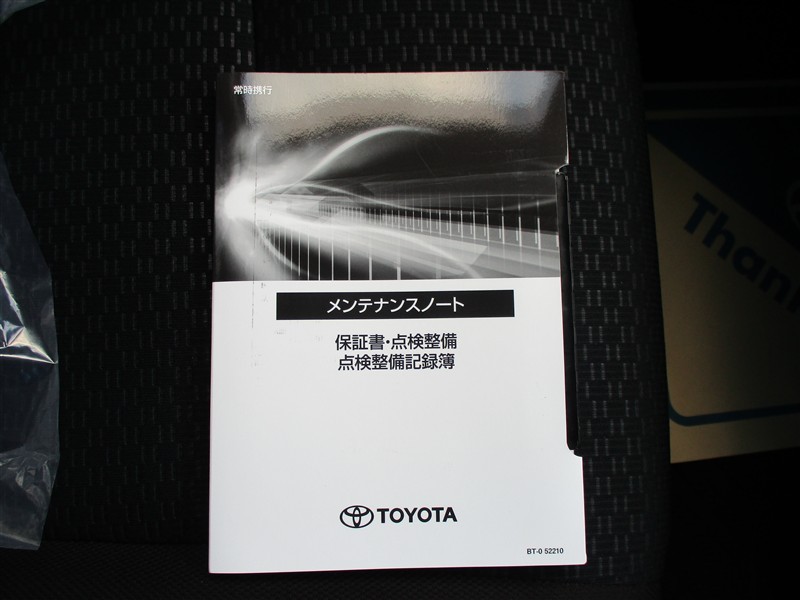 常時携行
メンテナンスノート
保証書・点検整備
点検整備記録簿
TOYOTA
BT-0 52210
Than